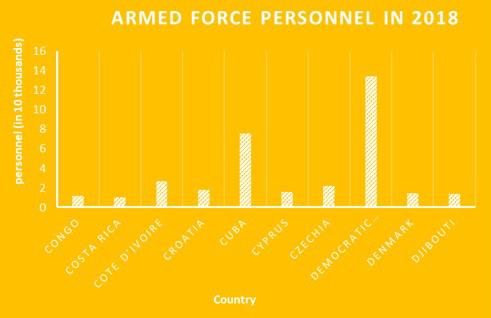 ARMED FORCE PERSONNEL IN 2018
personnel (in 10 thousands)
16
14
12
10
8
6
4
2
0
CONGO
COSTA RICA
COTE D'IVOIRE
CROATIA
CUBA
CYPRUS
CZECHIA
DEMOCRATIC...
DENMARK
DJIBOUTI
Country